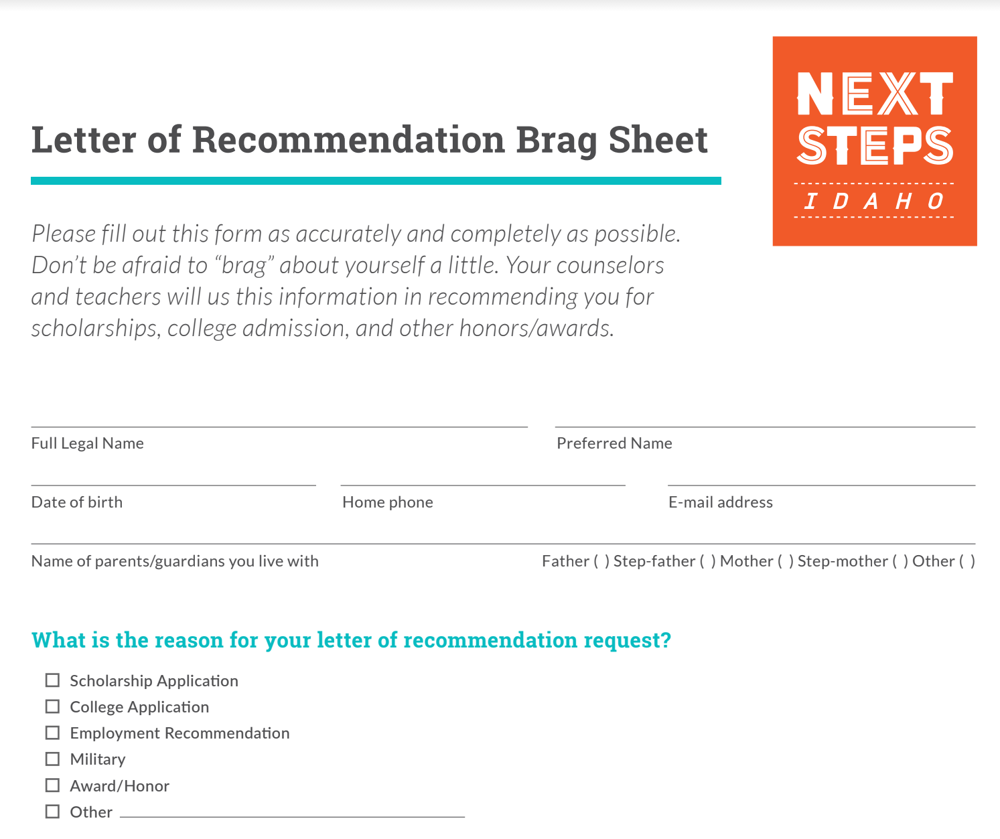 NEXT
STEPS
IDAHO
Letter of Recommendation Brag Sheet
Please fill out this form as accurately and completely as possible.
Don’t be afraid to “brag” about yourself a little. Your counselors
and teachers will us this information in recommending you for
scholarships, college admission, and other honors/awards.
Full Legal Name Preferred Name
Date of birth Home phone E-mail address
Name of parents/guardians you live with Father ( ) Step-father ( ) Mother ( ) Step-mother ( ) Other ( )
What is the reason for your letter of recommendation request?
Scholarship Application
College Application
Employment Recommendation
Military
Award/Honor
Other